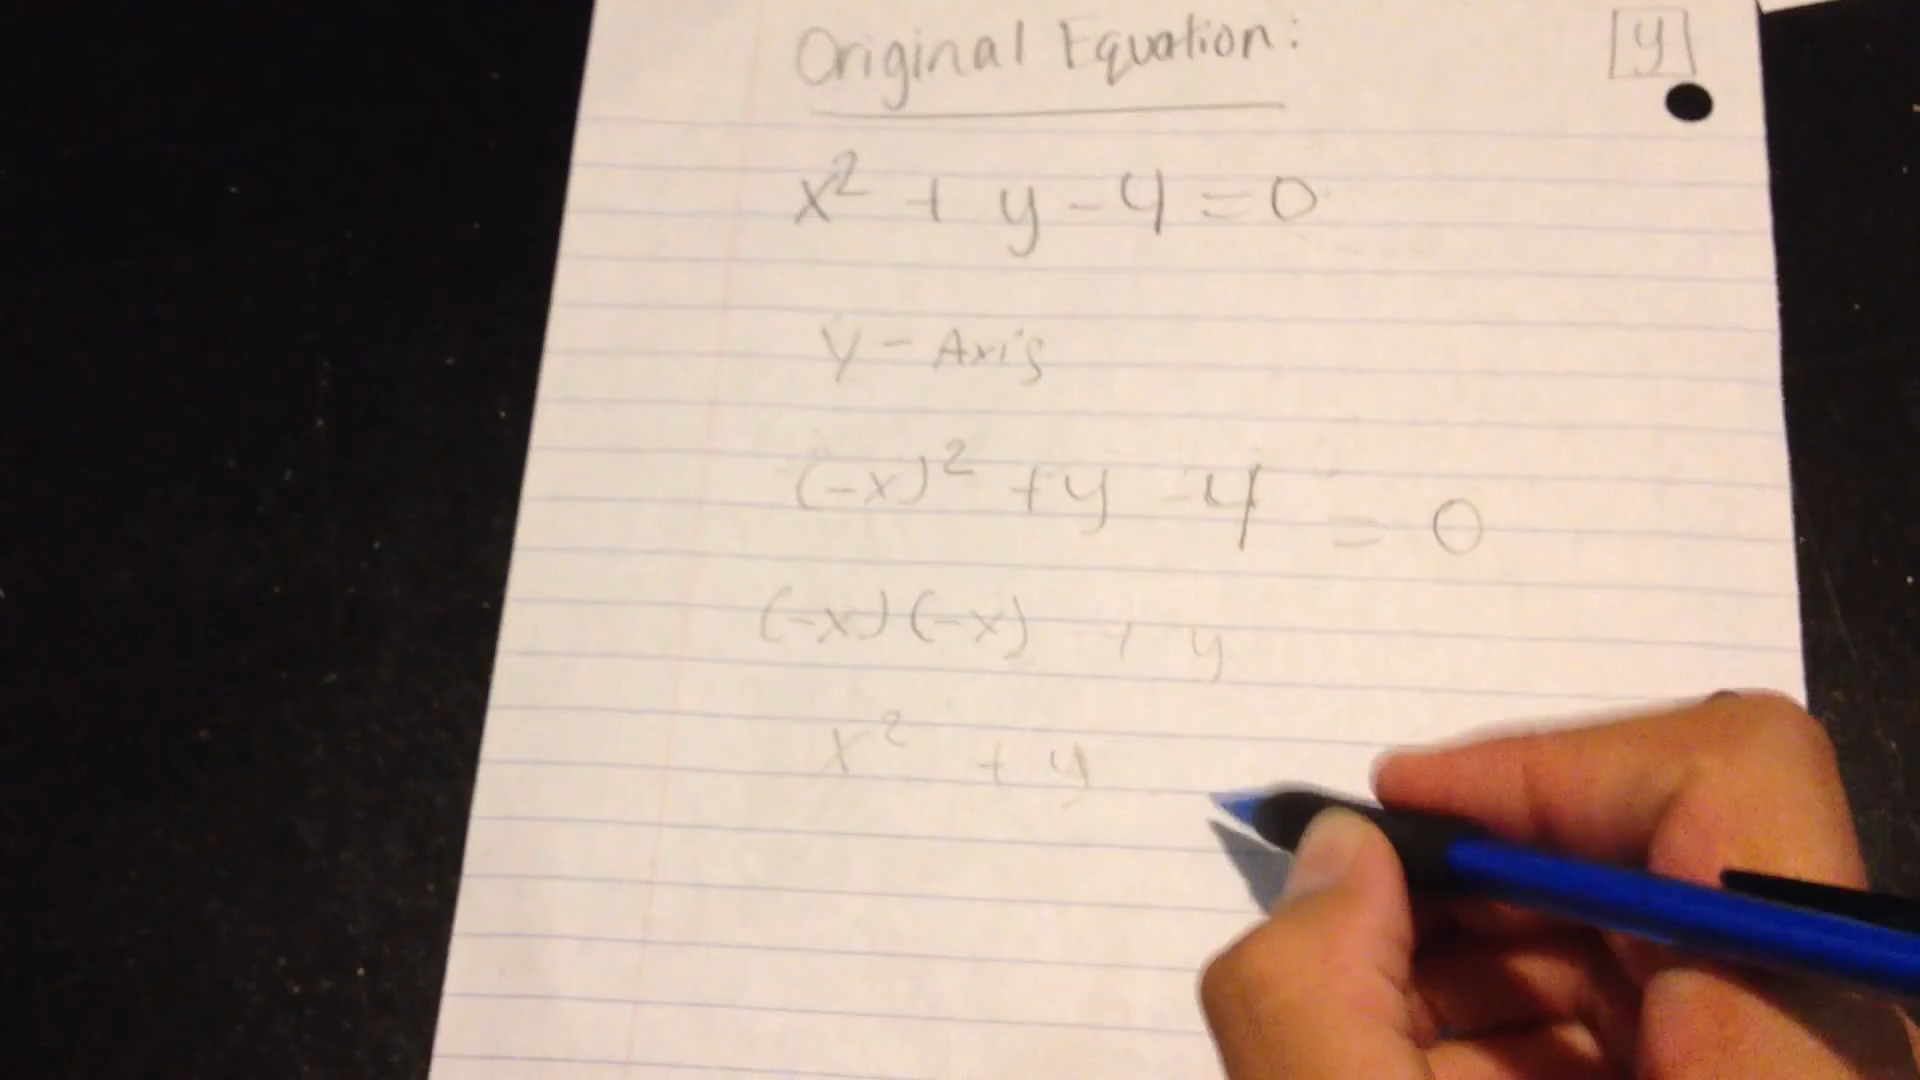 Original Equation:
y
x² + y - 4 = 0
y - Axis
(-x)² + y - 4 = 0
(-x)(-x) + y
x² + y